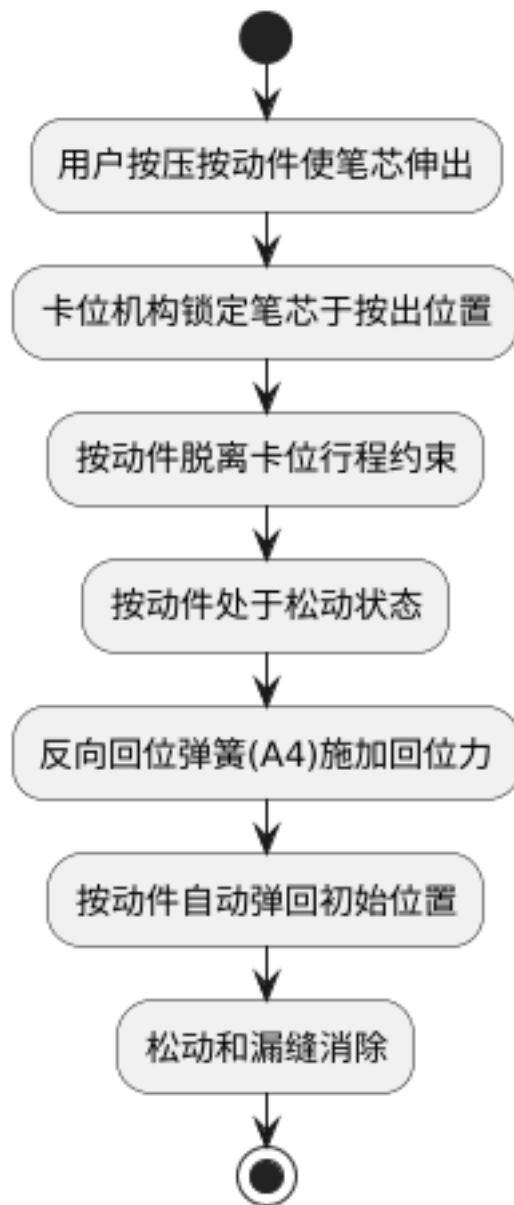 用户按压按动件使笔芯伸出
卡位机构锁定笔芯于按出位置
按动件脱离卡位行程约束
按动件处于松动状态
反向回位弹簧(A4)施加回位力
按动件自动弹回初始位置
松动和漏缝消除